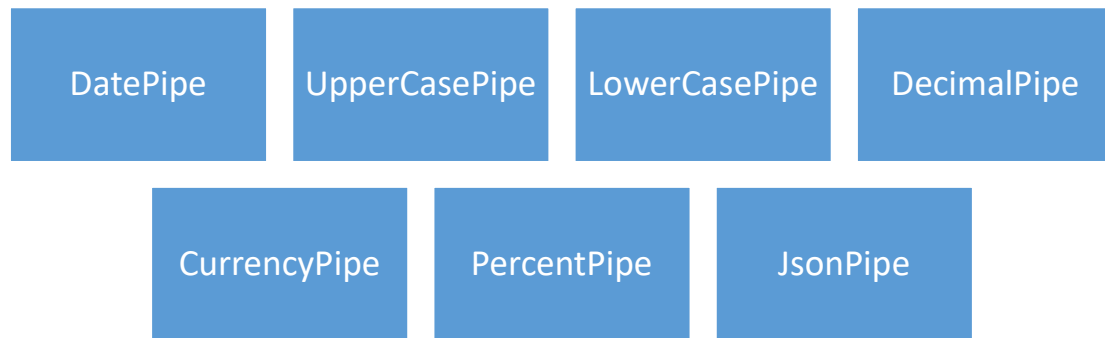 DatePipe
UpperCasePipe
LowerCasePipe
DecimalPipe
CurrencyPipe
PercentPipe
JsonPipe